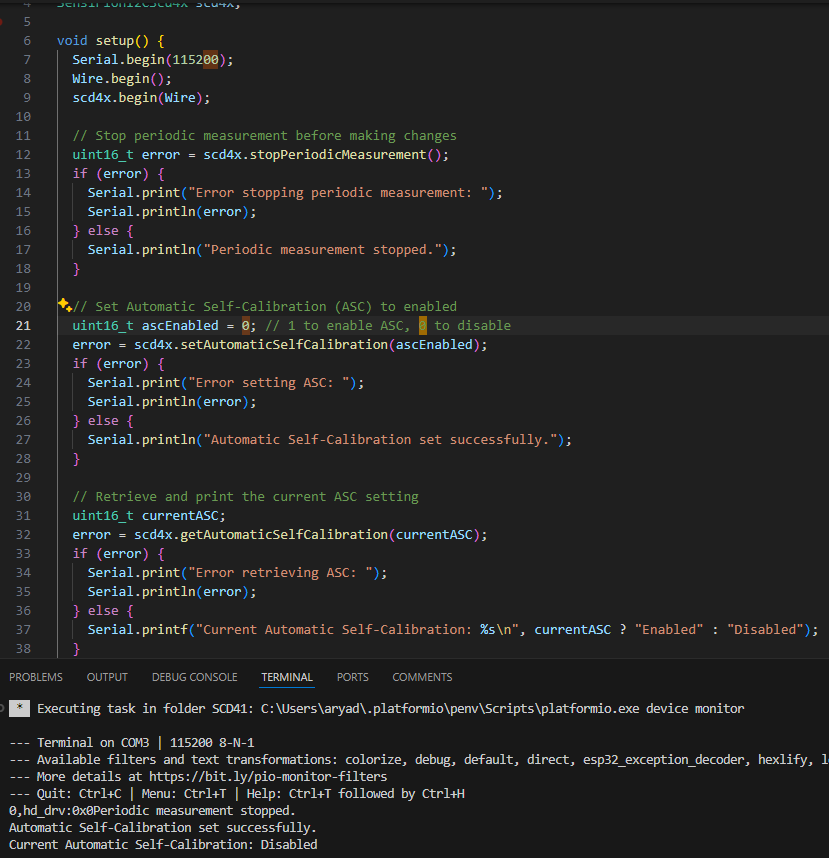 4 SensirionI2cScd4x scd4x;
5
6 void setup() {
7 Serial.begin(115200);
8 Wire.begin();
9 scd4x.begin(Wire);
10
11 // Stop periodic measurement before making changes
12 uint16_t error = scd4x.stopPeriodicMeasurement();
13 if (error) {
14 Serial.print("Error stopping periodic measurement: ");
15 Serial.println(error);
16 } else {
17 Serial.println("Periodic measurement stopped.");
18 }
19
20 // Set Automatic Self-Calibration (ASC) to enabled
21 uint16_t ascEnabled = 0; // 1 to enable ASC, 0 to disable
22 error = scd4x.setAutomaticSelfCalibration(ascEnabled);
23 if (error) {
24 Serial.print("Error setting ASC: ");
25 Serial.println(error);
26 } else {
27 Serial.println("Automatic Self-Calibration set successfully.");
28 }
29
30 // Retrieve and print the current ASC setting
31 uint16_t currentASC;
32 error = scd4x.getAutomaticSelfCalibration(currentASC);
33 if (error) {
34 Serial.print("Error retrieving ASC: ");
35 Serial.println(error);
36 } else {
37 Serial.printf("Current Automatic Self-Calibration: %s\n", currentASC ? "Enabled" : "Disabled");
38 }
PROBLEMS OUTPUT DEBUG CONSOLE TERMINAL PORTS COMMENTS
* Executing task in folder SCD41: C:\Users\aryad\.platformio\penv\Scripts\platformio.exe device monitor
--- Terminal on COM3 | 115200 8-N-1
--- Available filters and text transformations: colorize, debug, default, direct, esp32_exception_decoder, hexlify,
--- More details at https://bit.ly/pio-monitor-filters
--- Quit: Ctrl+C | Menu: Ctrl+T | Help: Ctrl+T followed by Ctrl+H
0,hd_drv:0x0Periodic measurement stopped.
Automatic Self-Calibration set successfully.
Current Automatic Self-Calibration: Disabled